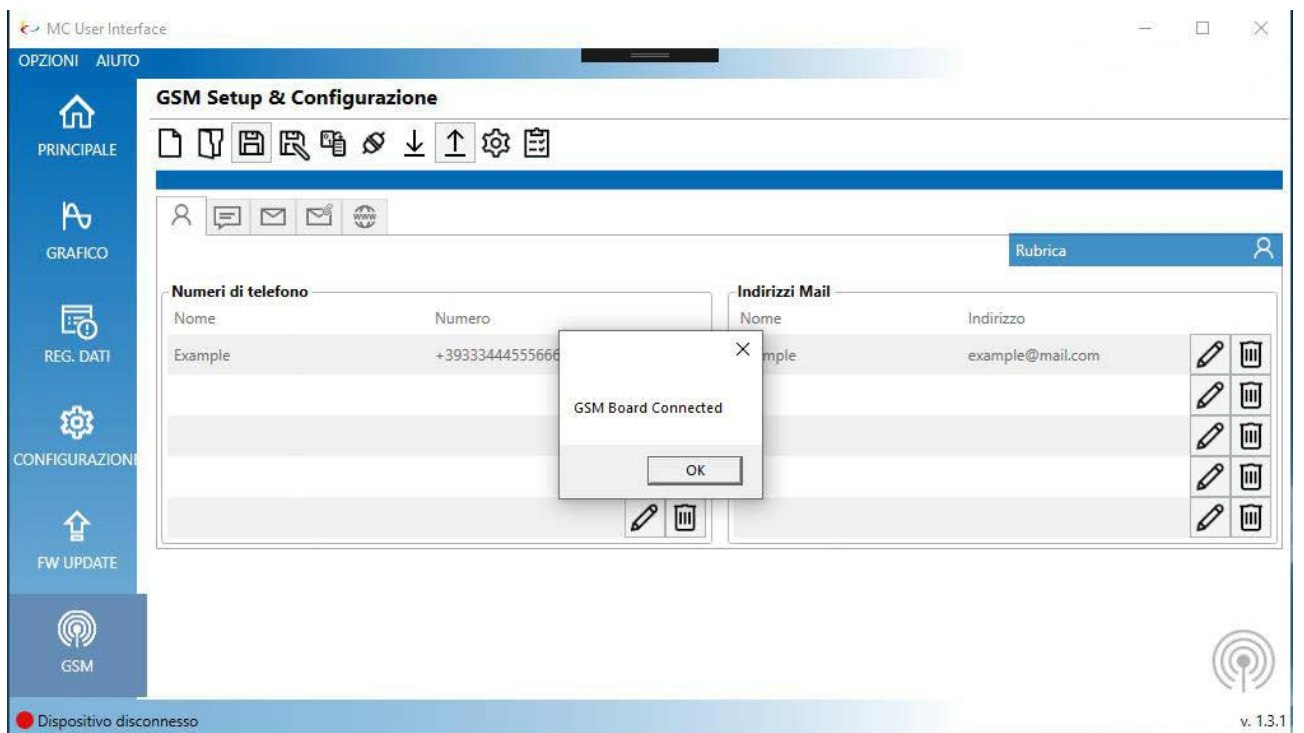 MC User Interface
OPZIONI AIUTO
PRINCIPALE
GRAFICO
REG. DATI
CONFIGURAZIONE
FW UPDATE
GSM
GSM Setup & Configurazione
www
Rubrica
Numeri di telefono
Nome Numero
Example +39333444555666
Indirizzi Mail
Nome Indirizzo
mple example@mail.com
GSM Board Connected
OK
Dispositivo disconnesso
v. 1.3.1